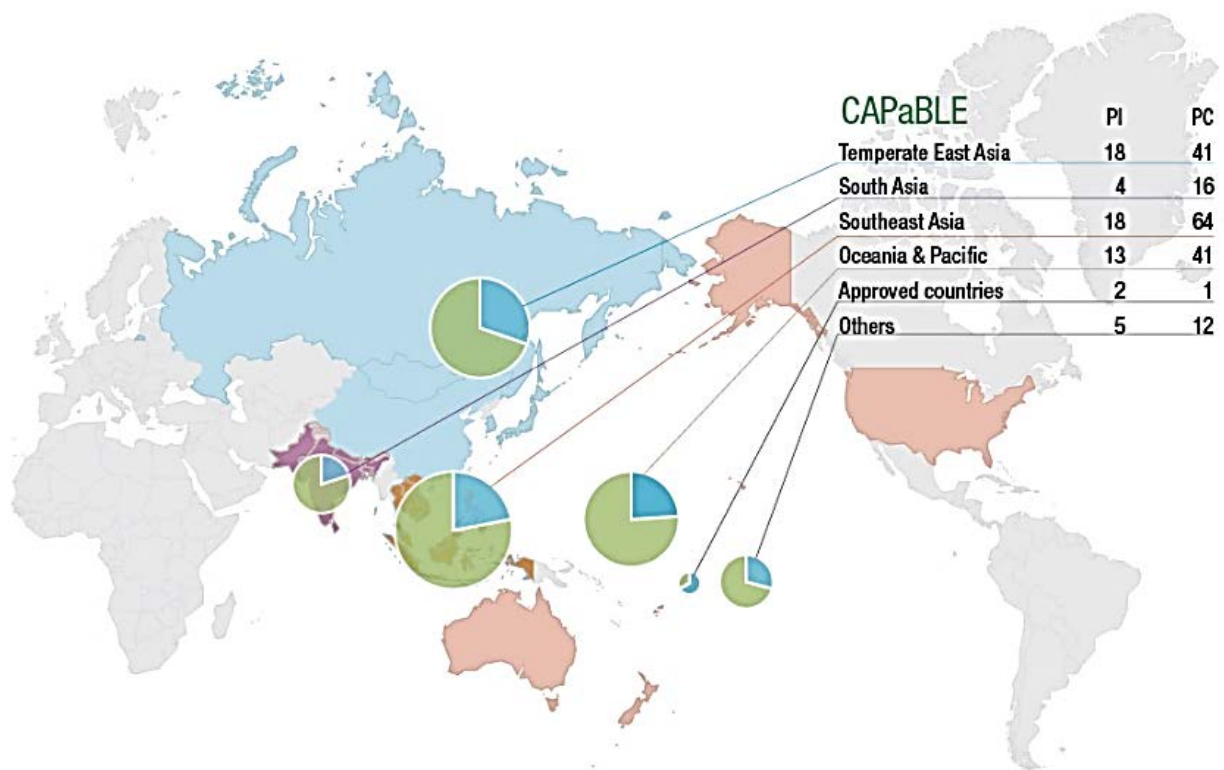 CAPaBLE PI PC
Temperate East Asia 18 41
South Asia 4 16
Southeast Asia 18 64
Oceania & Pacific 13 41
Approved countries 2 1
Others 5 12